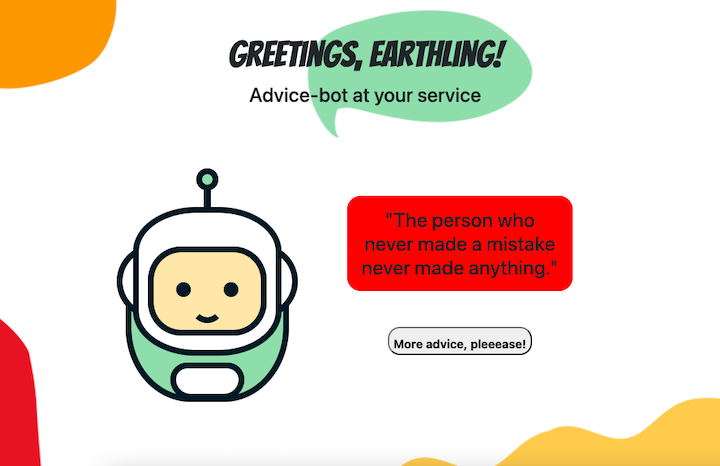 GREETINGS, EARTHLING!
Advice-bot at your service
"The person who
never made a mistake
never made anything."
More advice, pleeease!